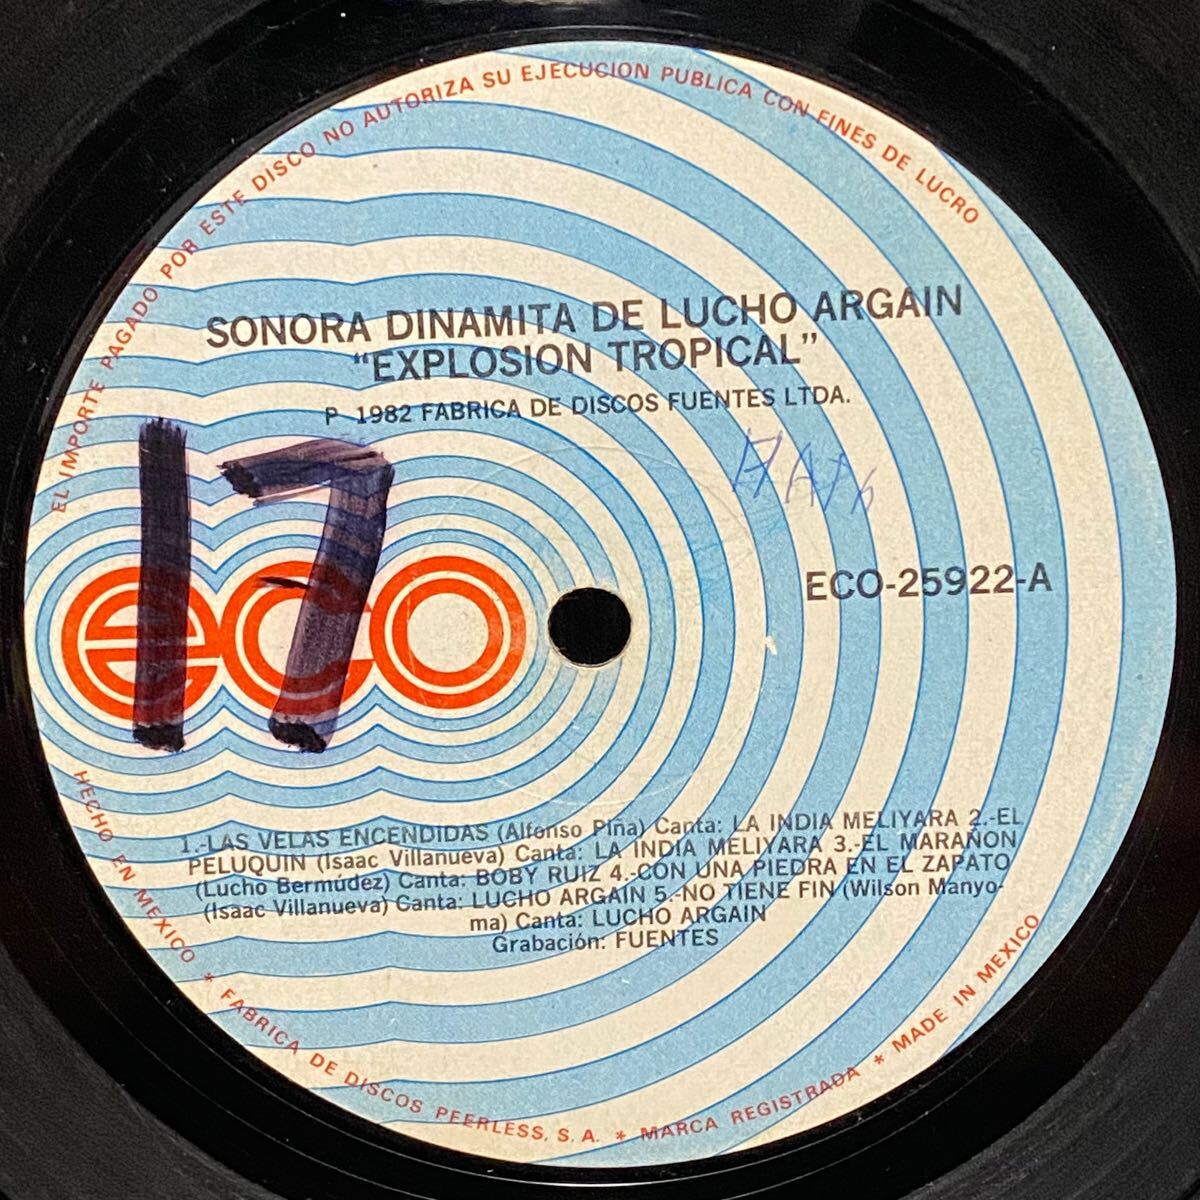 EL IMPORTE PAGADO POR ESTE DISCO NO AUTORIZA SU EJECUCION PUBLICA CON FINES DE LUCRO
SONORA DINAMITA DE LUCHO ARGAIN
"EXPLOSION TROPICAL"
P 1982 FABRICA DE DISCOS FUENTES LTDA.
17
eco
ECO-25922-A
1.-LAS VELAS ENCENDIDAS (Alfonso Piña) Canta: LA INDIA MELIYARA 2.-EL
PELUQUIN (Isaac Villanueva) Canta: LA INDIA MELIYARA 3.-EL MARAÑON
(Lucho Bermúdez) Canta: BOBY RUIZ 4.-CON UNA PIEDRA EN EL ZAPATO
(Isaac Villanueva) Canta: LUCHO ARGAIN 5.-NO TIENE FIN (Wilson Manyo-
ma) Canta: LUCHO ARGAIN
Grabación: FUENTES
HECHO EN MEXICO * FABRICA DE DISCOS PEERLESS, S. A. * MARCA REGISTRADA * MADE IN MEXICO